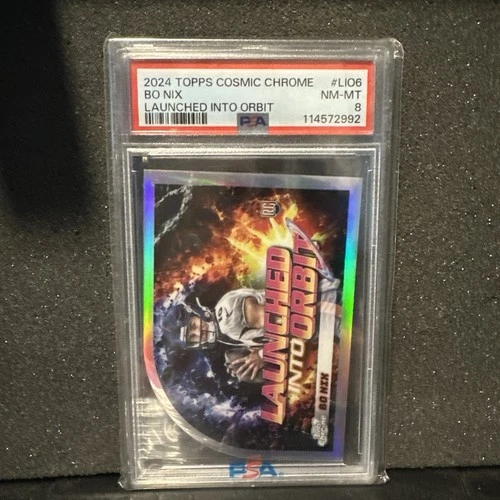 2024 TOPPS COSMIC CHROME #LIO6
BO NIX NM-MT
LAUNCHED INTO ORBIT 8
PSA 114572992
RC
LAUNCHED
INTO
ORBIT
BO NIX
PSA